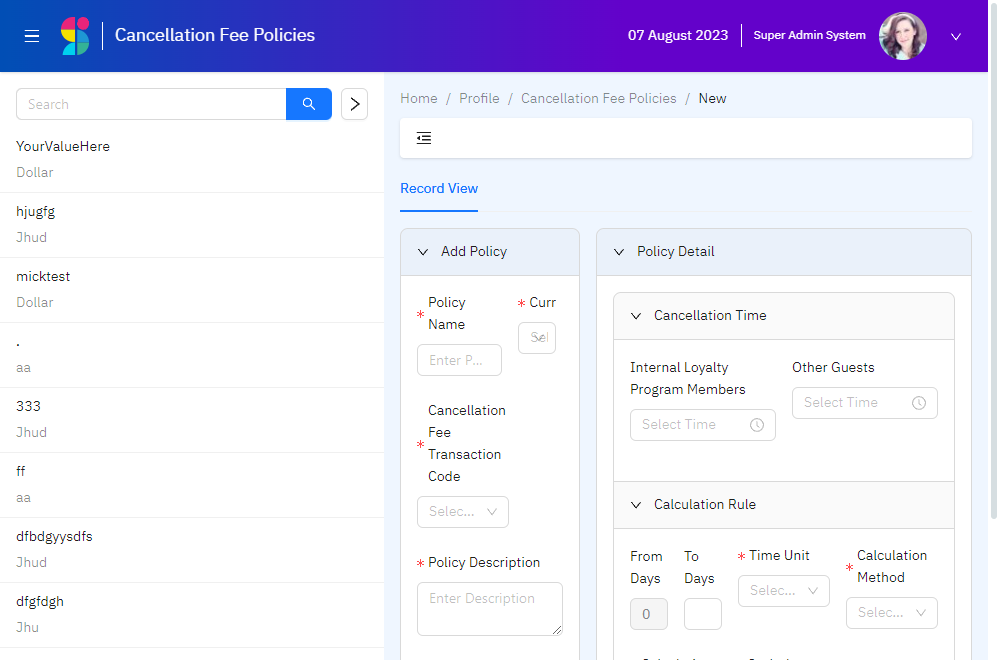 Cancellation Fee Policies
07 August 2023
Super Admin System
Search
YourValueHere
Dollar
hjugfg
Jhud
micktest
Dollar
.
aa
333
Jhud
ff
aa
dfbdgyysdfs
Jhud
dfgfdgh
Jhu
Home / Profile / Cancellation Fee Policies / New
Record View
Add Policy
* Policy
Name
Enter P...
* Curr
Sel
* Cancellation
Fee
Transaction
Code
Selec...
* Policy Description
Enter Description
Policy Detail
Cancellation Time
Internal Loyalty
Program Members
Select Time
Other Guests
Select Time
Calculation Rule
From
Days
0
To
Days
* Time Unit
Selec...
* Calculation
Method
Selec...